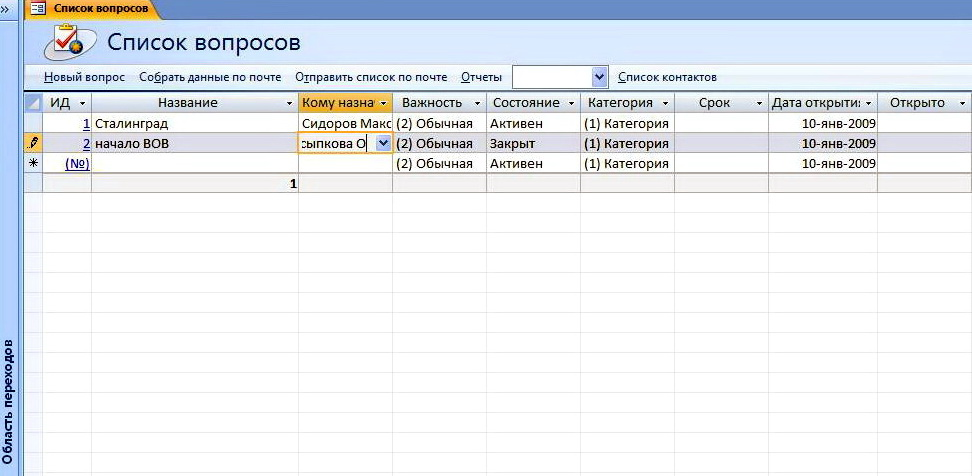 »
Список вопросов
Список вопросов
Новый вопрос Собрать данные по почте Отправить список по почте Отчеты Список контактов
ИД Название Кому назна Важность Состояние Категория Срок Дата открытия Открыто
1 Сталинград Сидоров Макс (2) Обычная Активен (1) Категория 10-янв-2009
2 начало ВОВ сыпкова О (2) Обычная Закрыт (1) Категория 10-янв-2009
* (№) (2) Обычная Активен (1) Категория 10-янв-2009
1
Область переходов